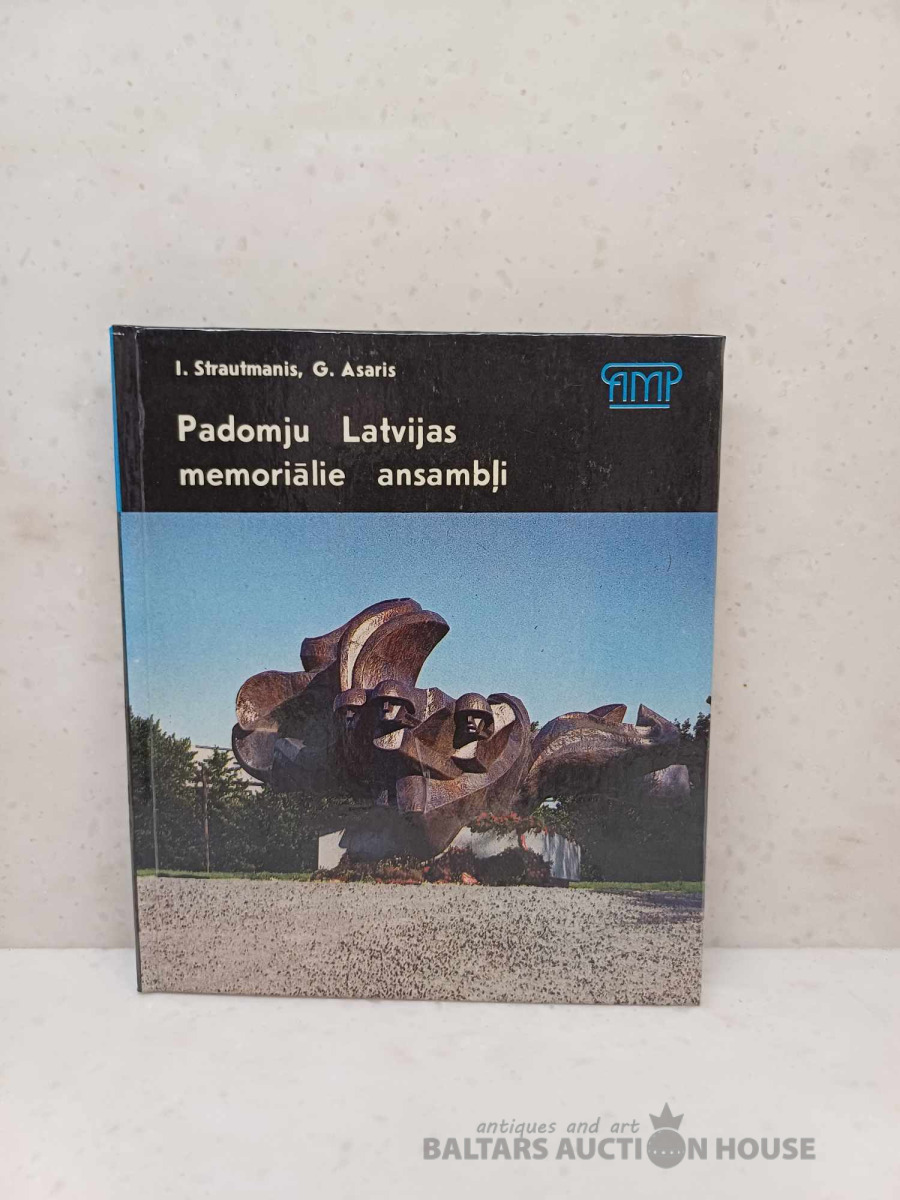 I. Strautmanis, G. Asaris
AMP
Padomju Latvijas
memoriālie ansambļi
antiques and art
BALTARS AUCTION HOUSE